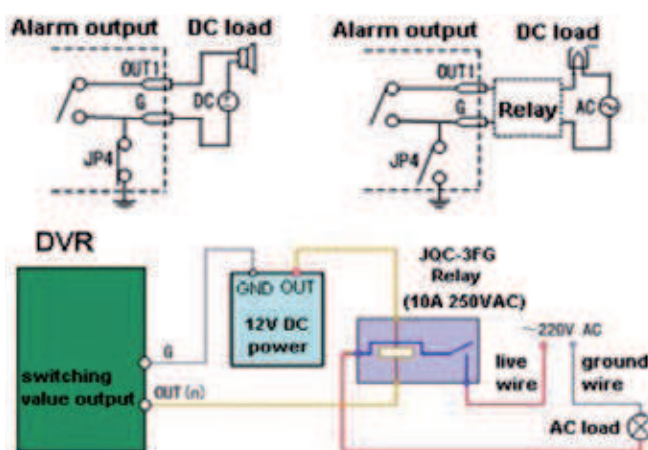 Alarm output DC load
OUT1
G
DC
JP4
Alarm output DC load
OUT1
G
Relay
AC
JP4
DVR
switching
value output
G
OUT(n)
GND OUT
12V DC
power
JQC-3FG
Relay
(10A 250VAC)
~220V AC
live
wire
ground
wire
AC load